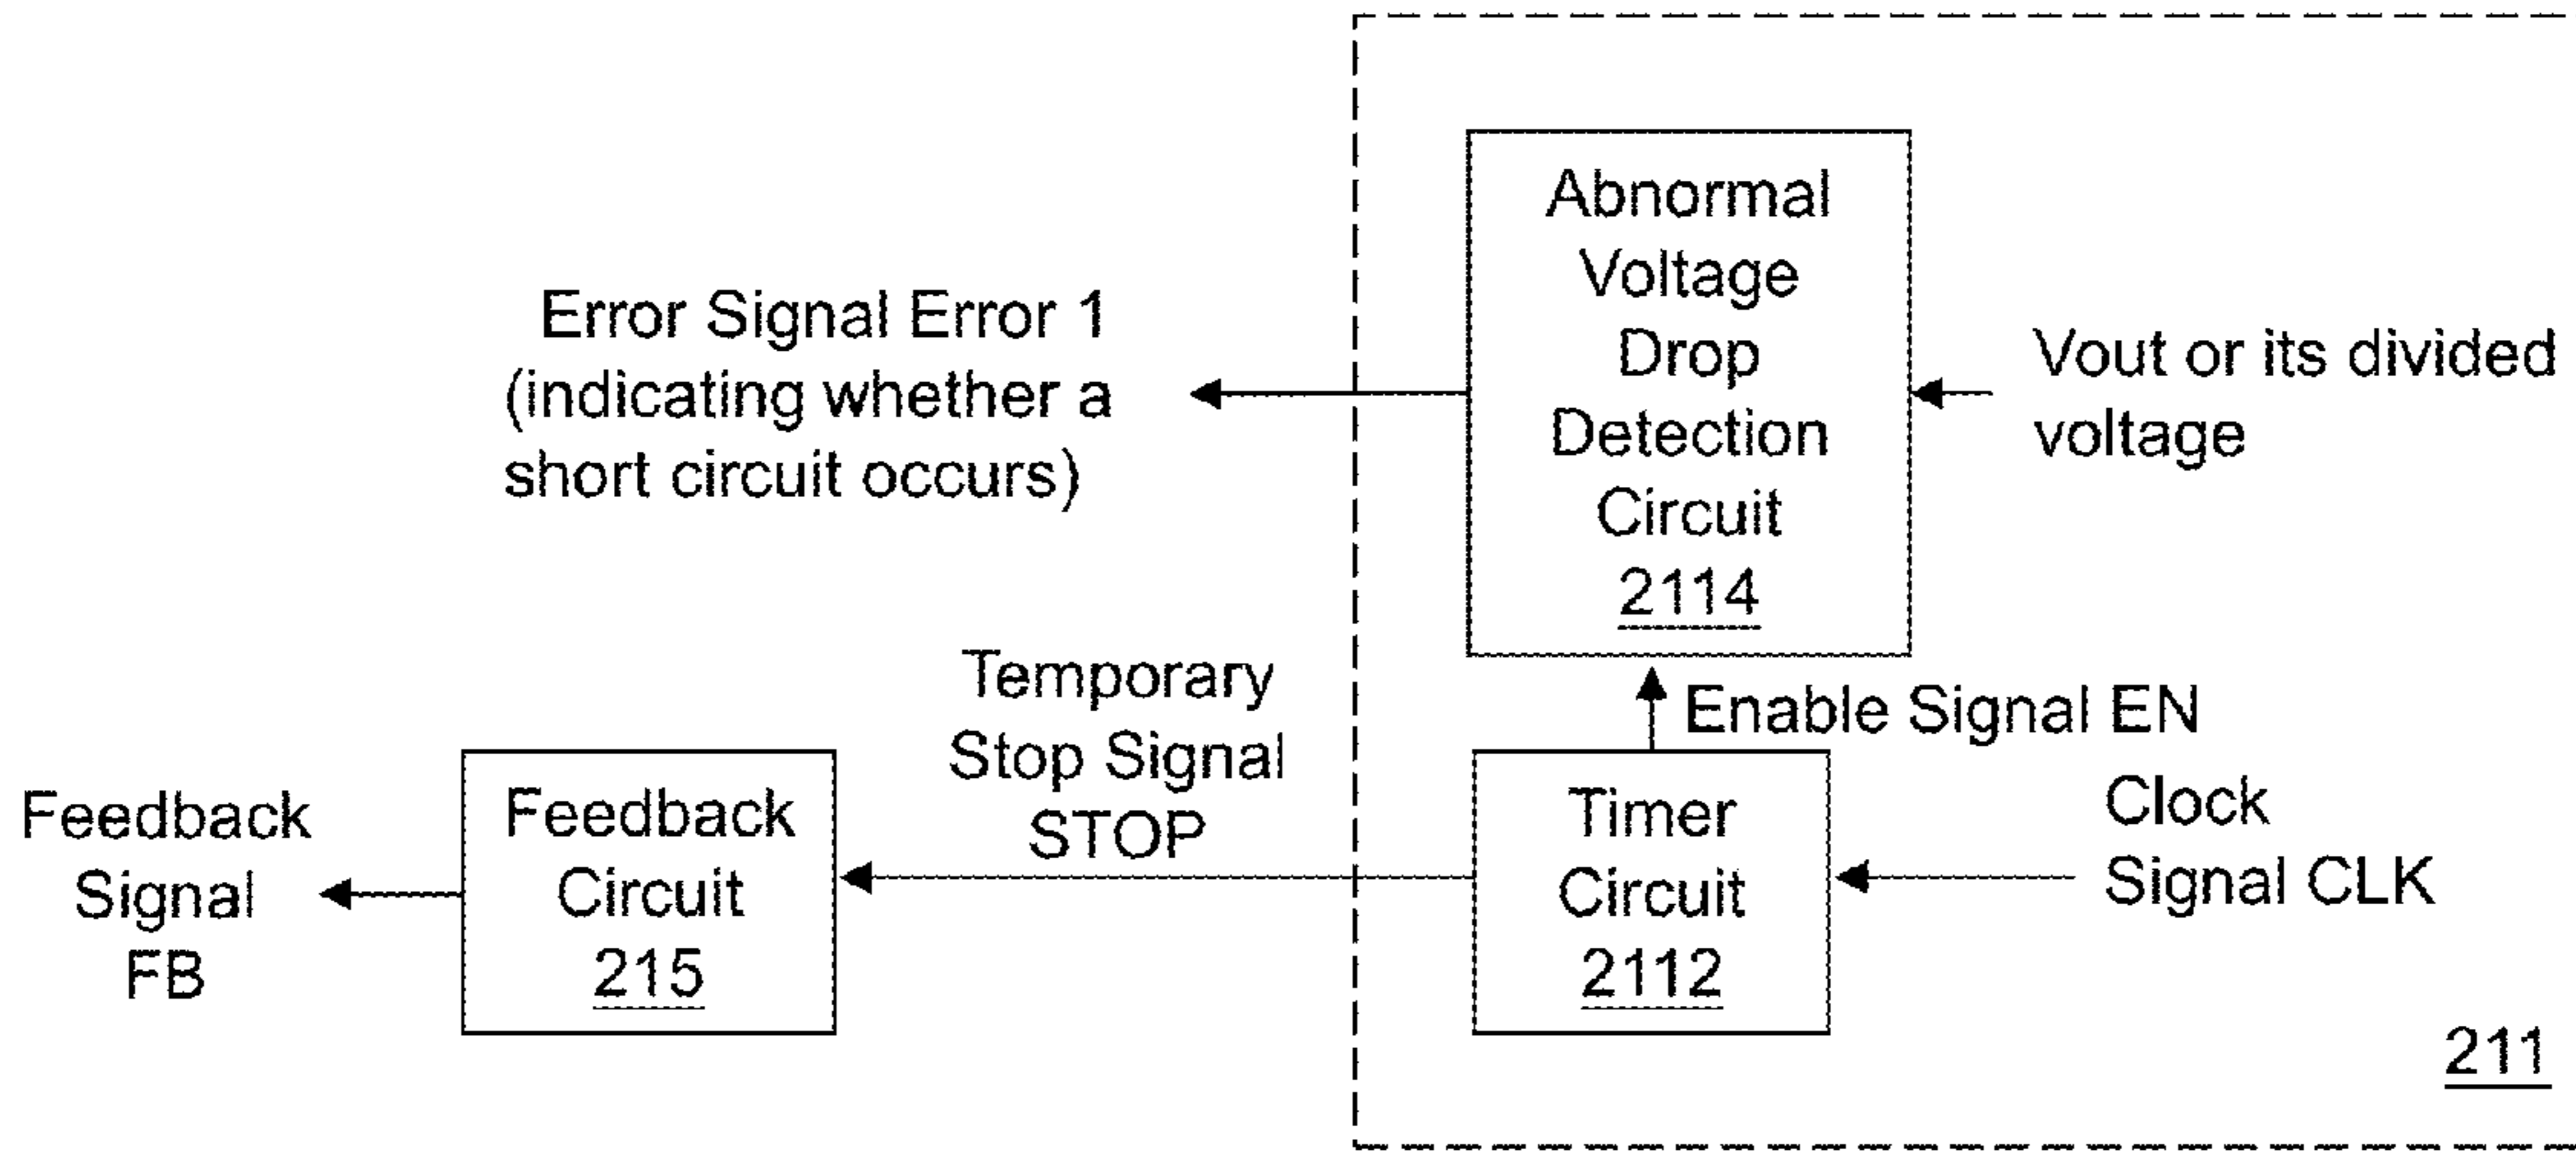 Abnormal
Voltage
Drop
Detection
Circuit
2114
Error Signal Error 1
(indicating whether a
short circuit occurs)
Vout or its divided
voltage
Temporary
Stop Signal
STOP
Enable Signal EN
Feedback
Signal
FB
Feedback
Circuit
215
Timer
Circuit
2112
Clock
Signal CLK
211